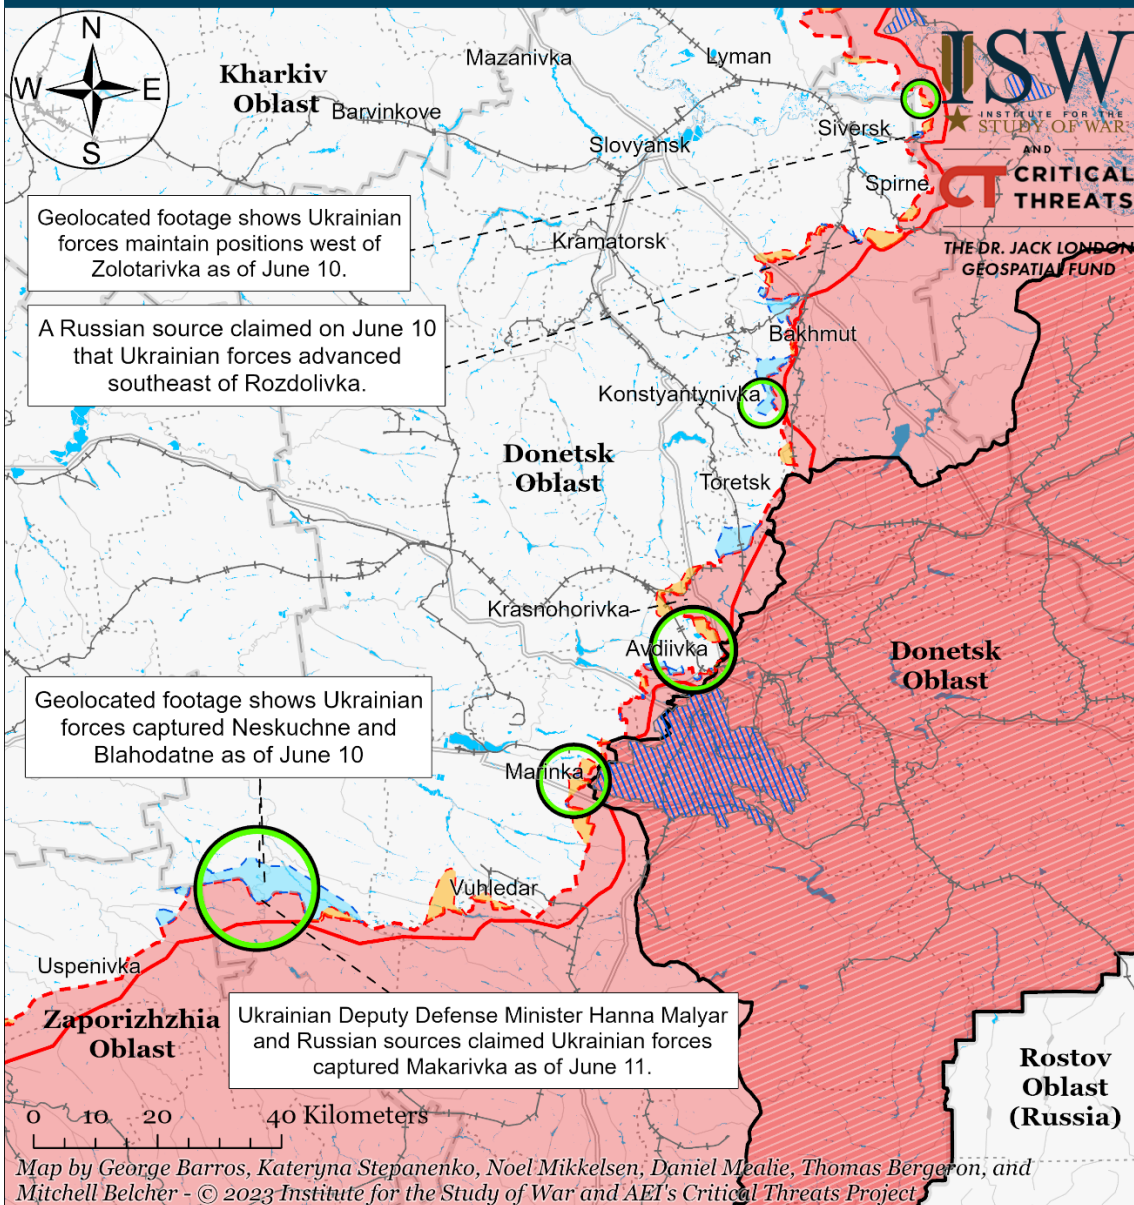 N
W
E
S
Kharkiv
Oblast
Mazanivka
Lyman
Barvinkove
Slovyansk
Siversk
ISW
INSTITUTE FOR THE
STUDY OF WAR
AND
CT CRITICAL
THREATS
THE DR. JACK LONDON
GEOSPATIAL FUND
Spirne
Geolocated footage shows Ukrainian
forces maintain positions west of
Zolotarivka as of June 10.
Kramatorsk
A Russian source claimed on June 10
that Ukrainian forces advanced
southeast of Rozdolivka.
Bakhmut
Konstyantynivka
Donetsk
Oblast
Toretsk
Krasnohorivka
Avdiivka
Donetsk
Oblast
Geolocated footage shows Ukrainian
forces captured Neskuchne and
Blahodatne as of June 10
Marinka
Vuhledar
Uspenivka
Zaporizhzhia
Oblast
Ukrainian Deputy Defense Minister Hanna Malyar
and Russian sources claimed Ukrainian forces
captured Makarivka as of June 11.
Rostov
Oblast
(Russia)
0 10 20 40 Kilometers
Map by George Barros, Kateryna Stepanenko, Noel Mikkelsen, Daniel Mealie, Thomas Bergeron, and
Mitchell Belcher - © 2023 Institute for the Study of War and AEI's Critical Threats Project